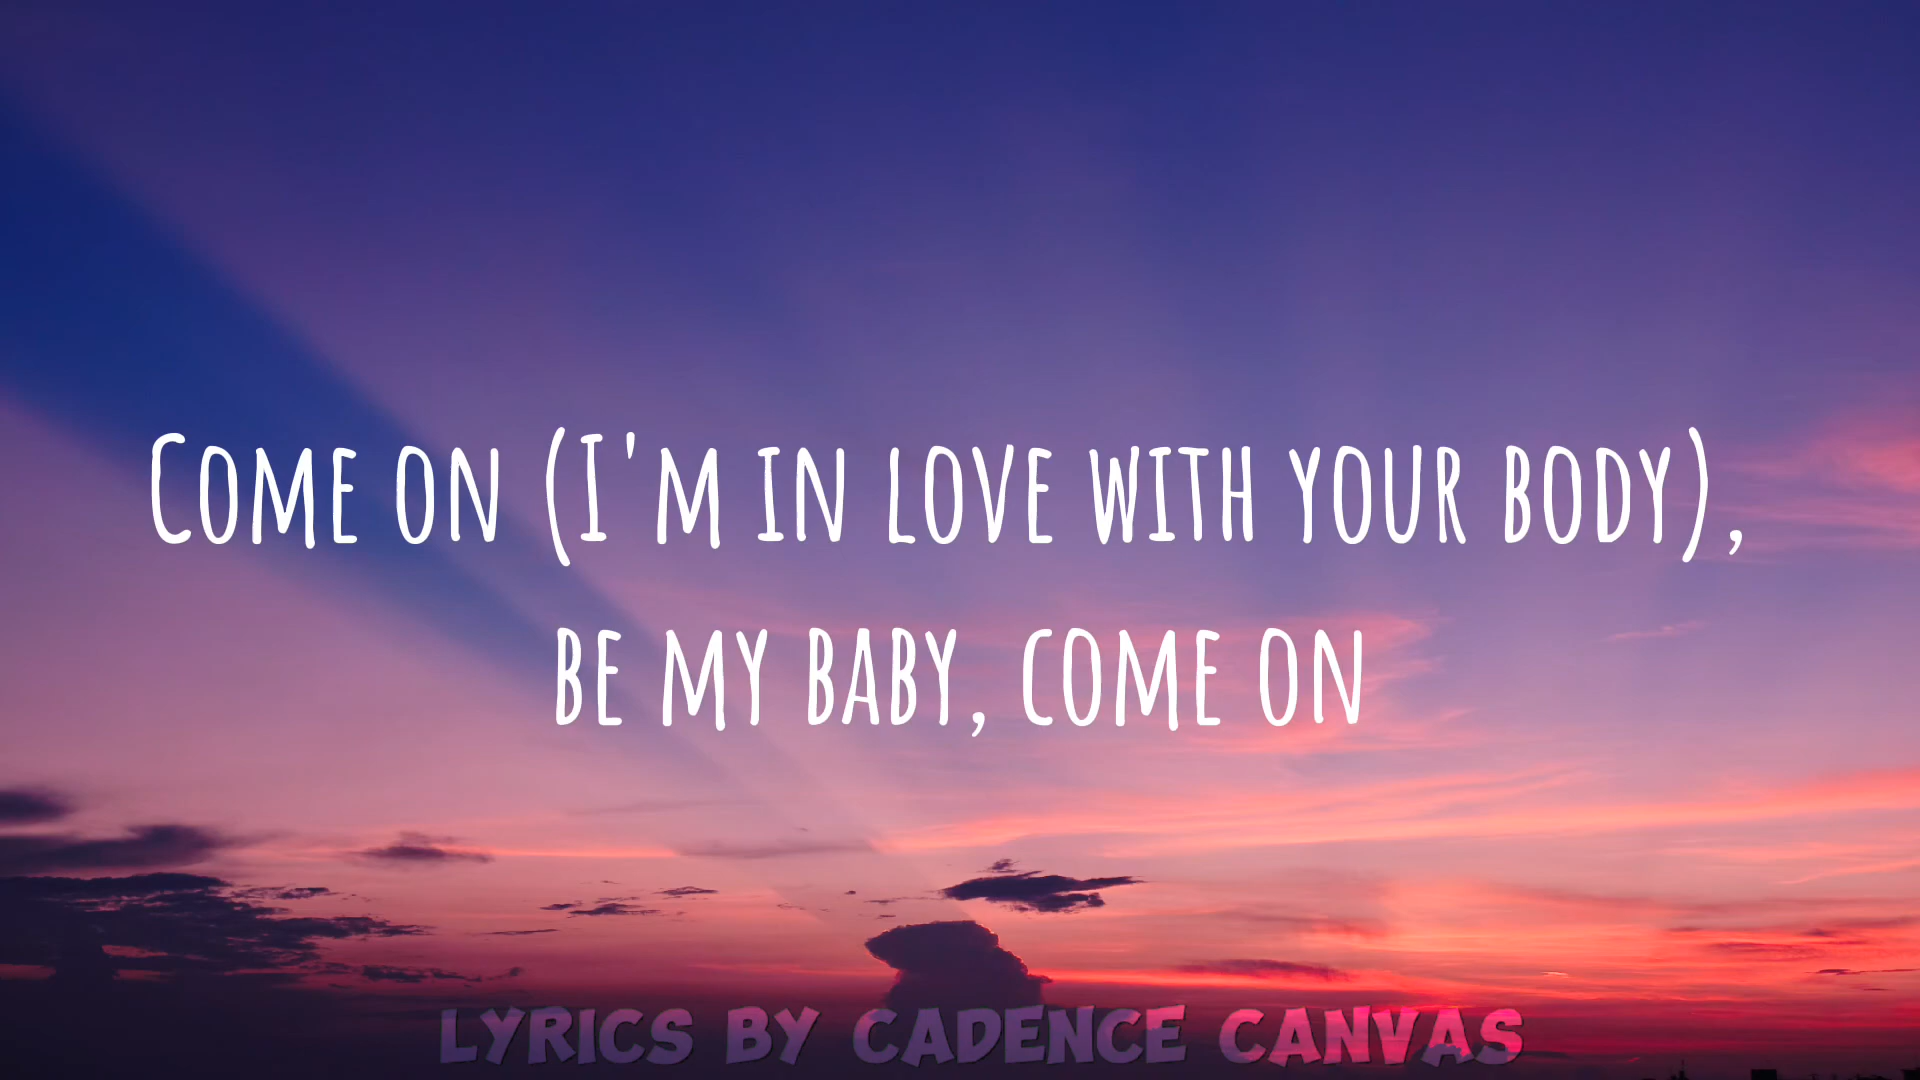 Come on (I'm in love with your body),
be my baby, come on
LYRICS BY CADENCE CANVAS